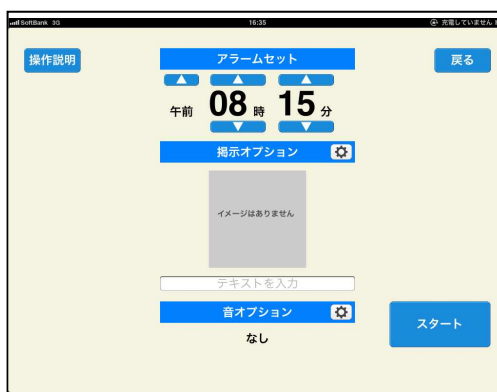 SoftBank 3G 16:35 充電していません
操作説明 アラームセット 戻る
午前 08 時 15 分
掲示オプション
イメージはありません
テキストを入力
音オプション
スタート
なし